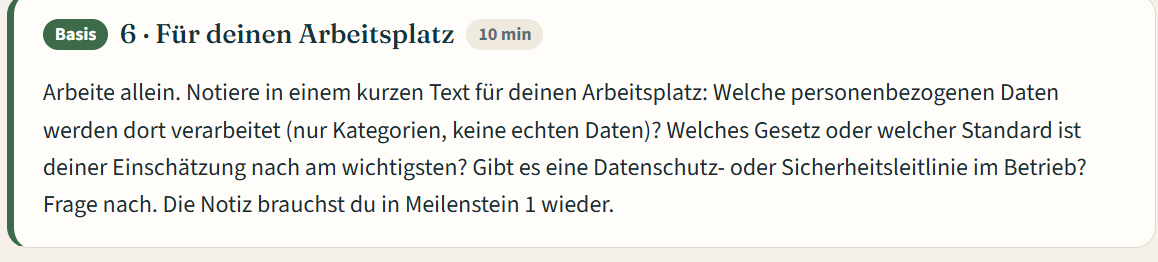 Basis 6 · Für deinen Arbeitsplatz 10 min
Arbeite allein. Notiere in einem kurzen Text für deinen Arbeitsplatz: Welche personenbezogenen Daten
werden dort verarbeitet (nur Kategorien, keine echten Daten)? Welches Gesetz oder welcher Standard ist
deiner Einschätzung nach am wichtigsten? Gibt es eine Datenschutz- oder Sicherheitsleitlinie im Betrieb?
Frage nach. Die Notiz brauchst du in Meilenstein 1 wieder.